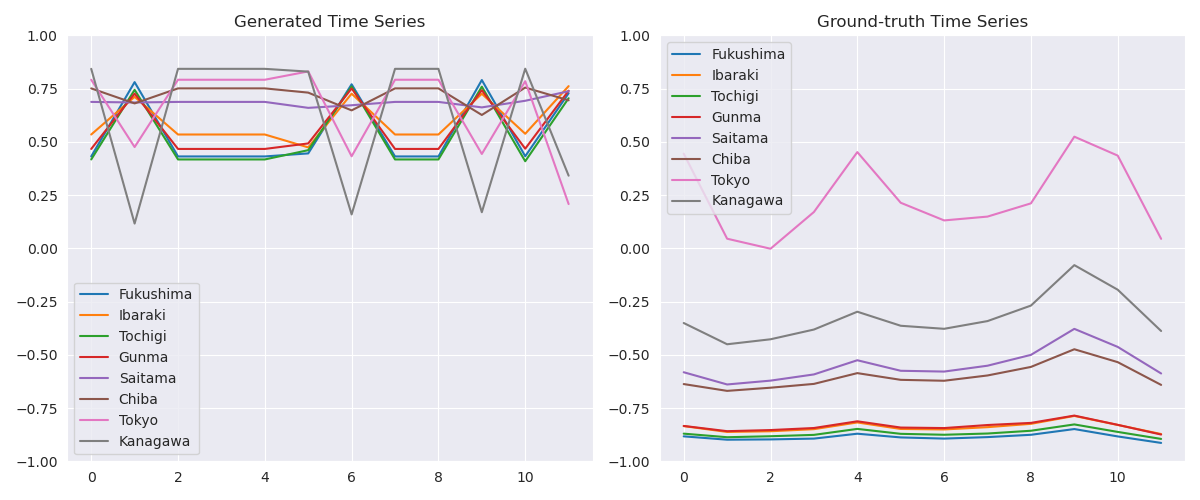 Generated Time Series
1.00
0.75
0.50
0.25
0.00
−0.25
−0.50
−0.75
−1.00
Fukushima
Ibaraki
Tochigi
Gunma
Saitama
Chiba
Tokyo
Kanagawa
0 2 4 6 8 10
Ground-truth Time Series
1.00
0.75
0.50
0.25
0.00
−0.25
−0.50
−0.75
−1.00
Fukushima
Ibaraki
Tochigi
Gunma
Saitama
Chiba
Tokyo
Kanagawa
0 2 4 6 8 10